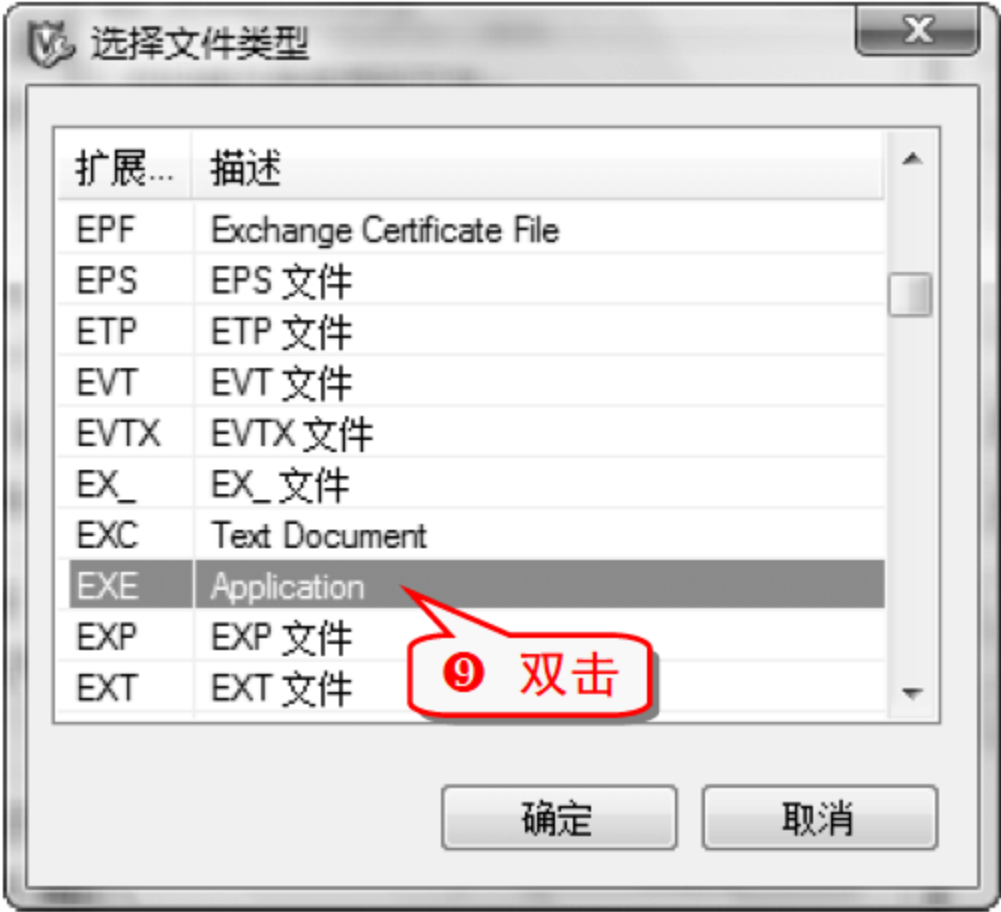 选择文件类型
扩展... 描述
EPF Exchange Certificate File
EPS EPS 文件
ETP ETP 文件
EVT EVT 文件
EVTX EVTX 文件
EX_ EX_ 文件
EXC Text Document
EXE Application
EXP EXP 文件
❾ 双击
EXT EXT 文件
确定 取消